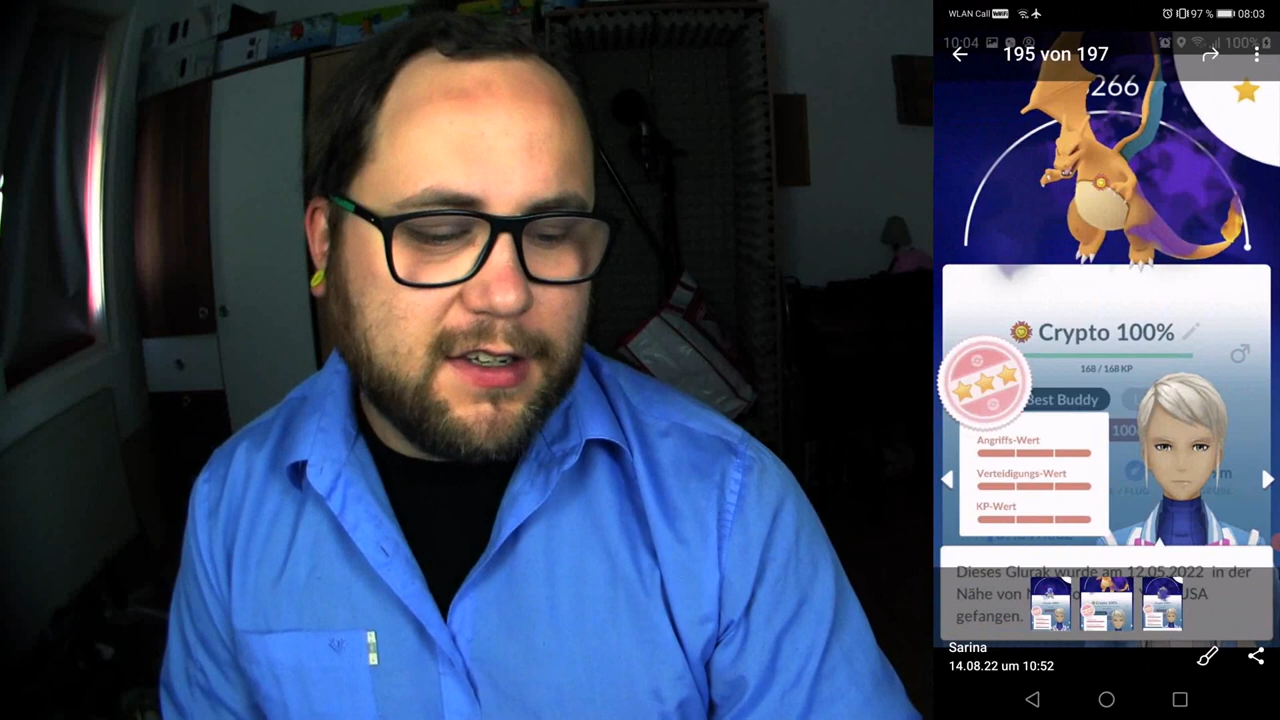 WLAN Call VoWiFi 97 % 08:03
10:04 100%
195 von 197
266
Crypto 100%
168 / 168 KP
Best Buddy
100
Angriffs-Wert
Verteidigungs-Wert
KP-Wert
/ FLUG
Dieses Glurak wurde am 12.05.2022 in der
Nähe von USA
gefangen.
Sarina
14.08.22 um 10:52